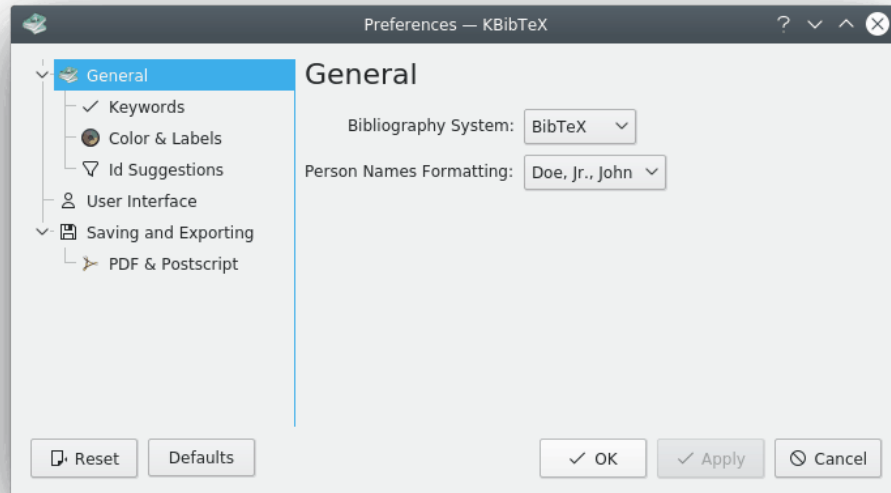 Preferences — KBibTeX
General
Keywords
Color & Labels
Id Suggestions
User Interface
Saving and Exporting
PDF & Postscript
General
Bibliography System: BibTeX
Person Names Formatting: Doe, Jr., John
Reset Defaults OK Apply Cancel